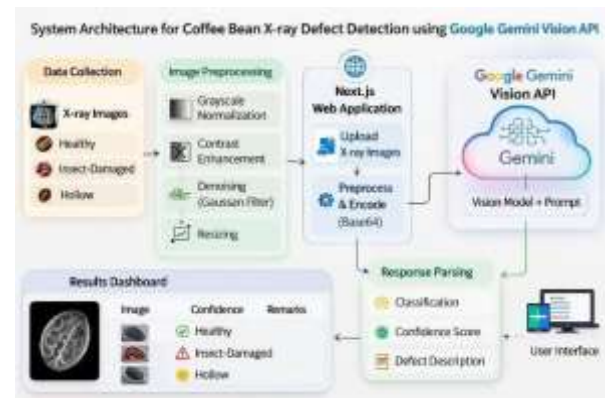 System Architecture for Coffee Bean X-ray Defect Detection using Google Gemini Vision API
Data Collection
X-ray Images
Healthy
Insect-Damaged
Hollow
Image Preprocessing
Grayscale
Normalization
Contrast
Enhancement
Denoising
(Gaussian Filter)
Resizing
Next.js
Web Application
Upload
X-ray Images
Preprocess
& Encode
(Base64)
Google Gemini
Vision API
Gemini
Vision Model + Prompt
Response Parsing
Classification
Confidence Score
Defect Description
User Interface
Results Dashboard
Image Confidence Remarks
Healthy
Insect-Damaged
Hollow